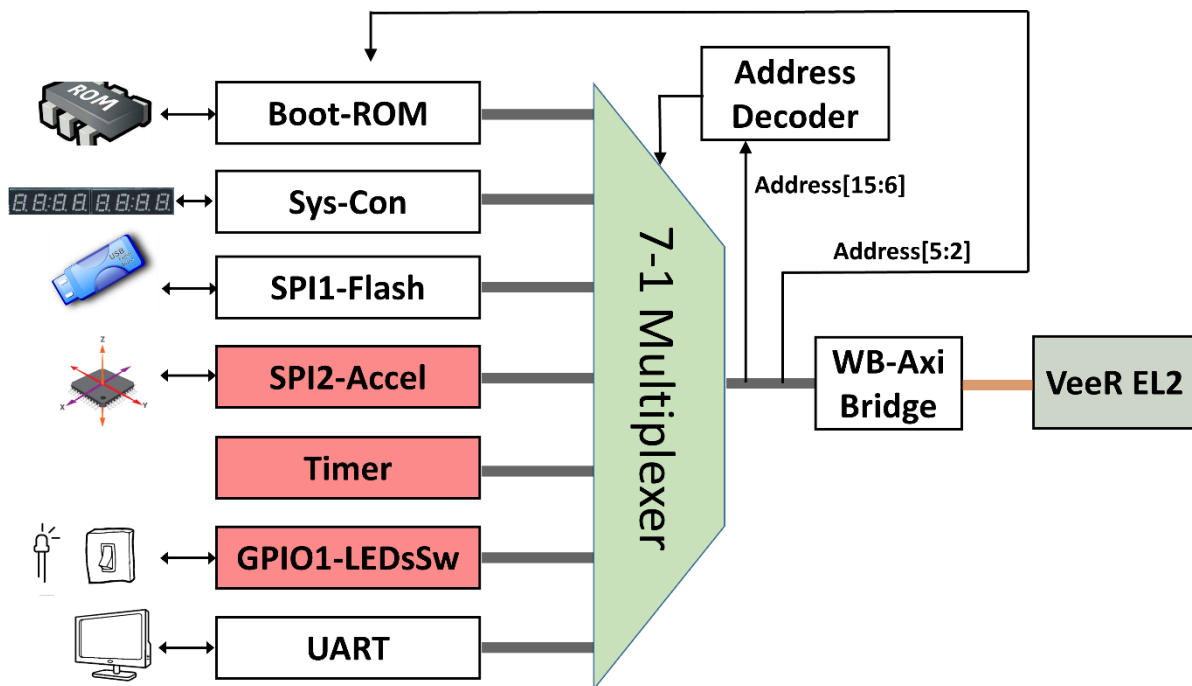 ROM
Boot-ROM
Address
Decoder
Sys-Con
Address[15:6]
USB
SPI1-Flash
Address[5:2]
7-1 Multiplexer
Z
X
Y
SPI2-Accel
WB-Axi
Bridge
VeeR EL2
Timer
GPIO1-LEDsSw
UART